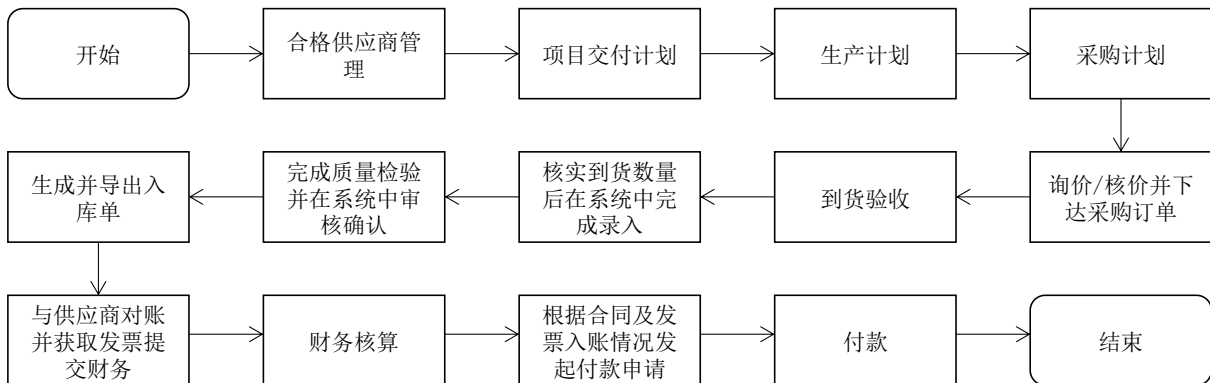 开始
合格供应商管
理
项目交付计划
生产计划
采购计划
询价/核价并下
达采购订单
到货验收
核实到货数量
后在系统中完
成录入
完成质量检验
并在系统中审
核确认
生成并导出入
库单
与供应商对账
并获取发票提
交财务
财务核算
根据合同及发
票入账情况发
起付款申请
付款
结束